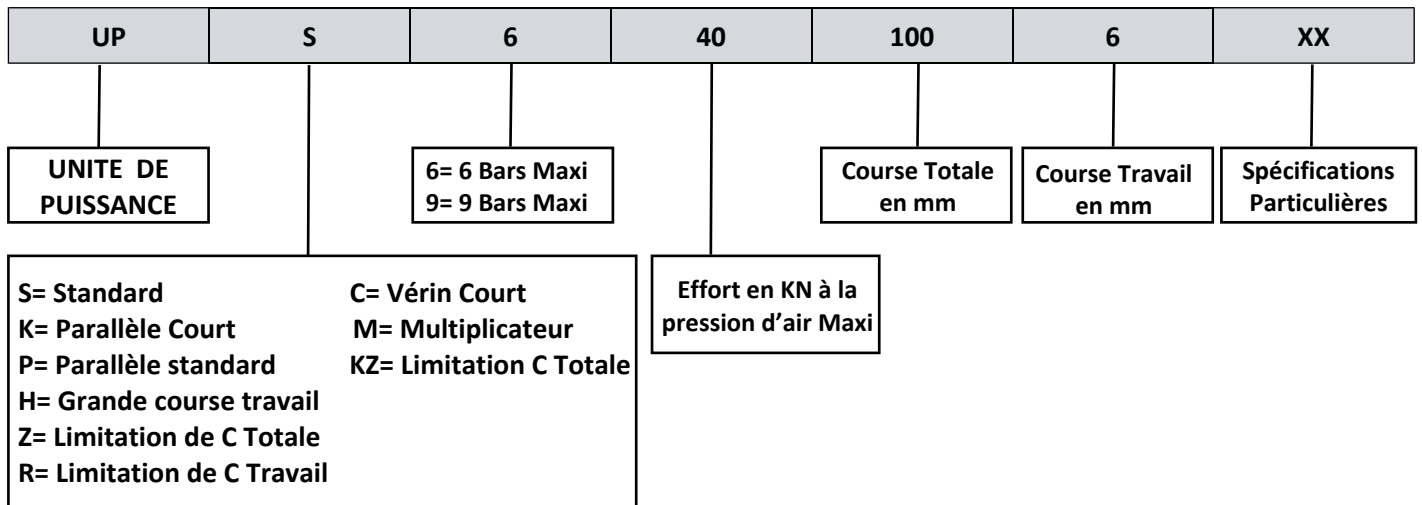 UP S 6 40 100 6 XX
UNITE DE
PUISSANCE
6= 6 Bars Maxi
9= 9 Bars Maxi
Course Totale
en mm
Course Travail
en mm
Spécifications
Particulières
S= Standard
K= Parallèle Court
P= Parallèle standard
H= Grande course travail
Z= Limitation de C Totale
R= Limitation de C Travail
C= Vérin Court
M= Multiplicateur
KZ= Limitation C Totale
Effort en KN à la
pression d'air Maxi